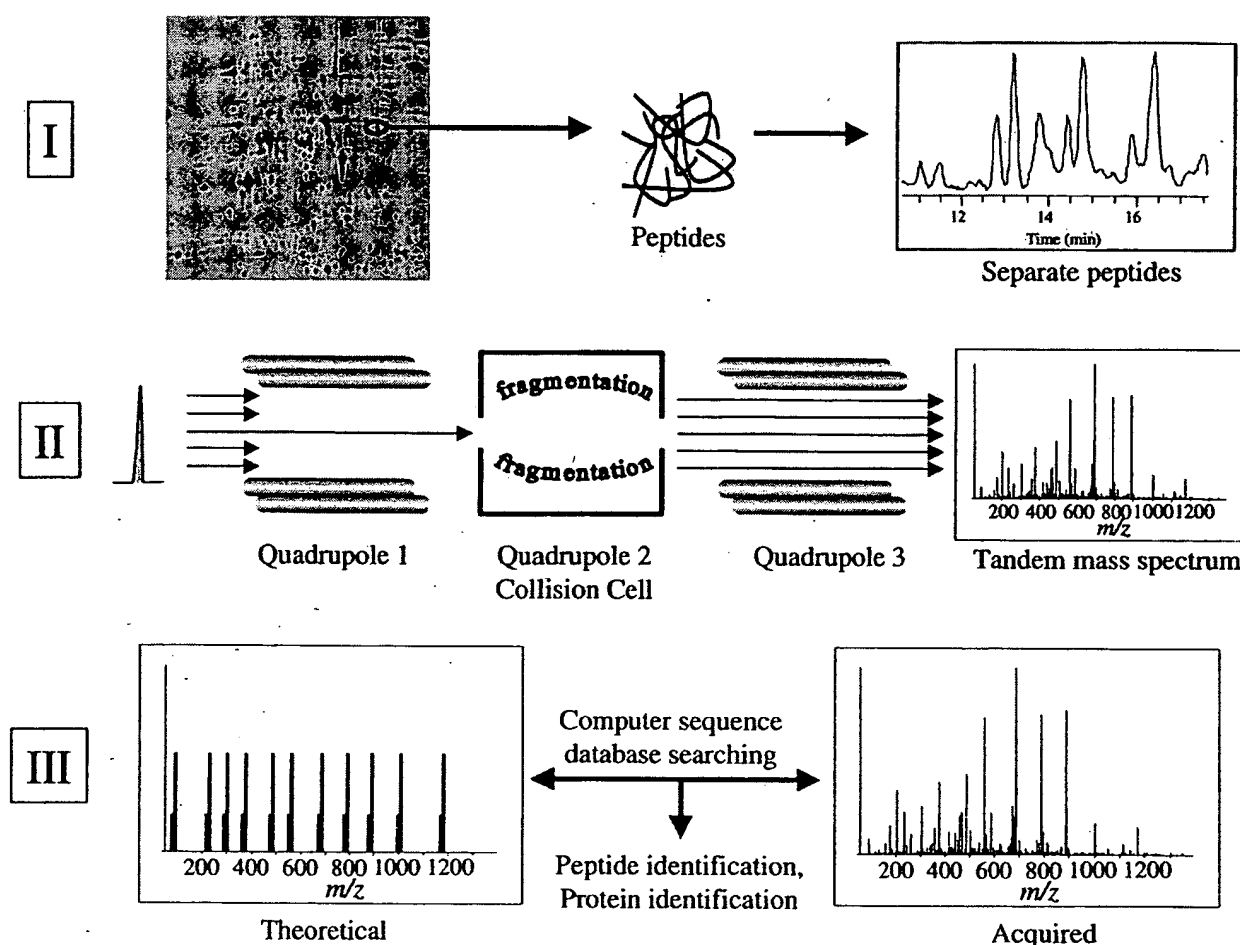 I
Peptides
12 14 16
Time (min)
Separate peptides
II
fragmentation
fragmentation
200 400 600 800 1000 1200
m/z
Quadrupole 1
Quadrupole 2
Collision Cell
Quadrupole 3
Tandem mass spectrum
III
Computer sequence
database searching
200 400 600 800 1000 1200
m/z
Peptide identification,
Protein identification
200 400 600 800 1000 1200
m/z
Theoretical
Acquired